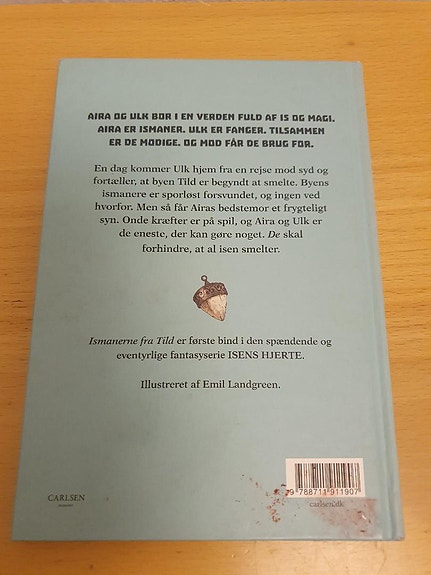 AIRA OG ULK BOR I EN VERDEN FULD AF IS OG MAGI.
AIRA ER ISMANER. ULK ER FANGER. TILSAMMEN
ER DE MODIGE. OG MOD FÅR DE BRUG FOR.
En dag kommer Ulk hjem fra en rejse mod syd og
fortæller, at byen Tild er begyndt at smelte. Byens
ismanere er sporløst forsvundet, og ingen ved
hvorfor. Men så får Airas bedstemor et frygteligt
syn. Onde kræfter er på spil, og Aira og Ulk er
de eneste, der kan gøre noget. De skal
forhindre, at al isen smelter.
Ismanerne fra Tild er første bind i den spændende og
eventyrlige fantasyserie ISENS HJERTE.
Illustreret af Emil Landgreen.
CARLSEN
9 788711 911907
carlsen.dk